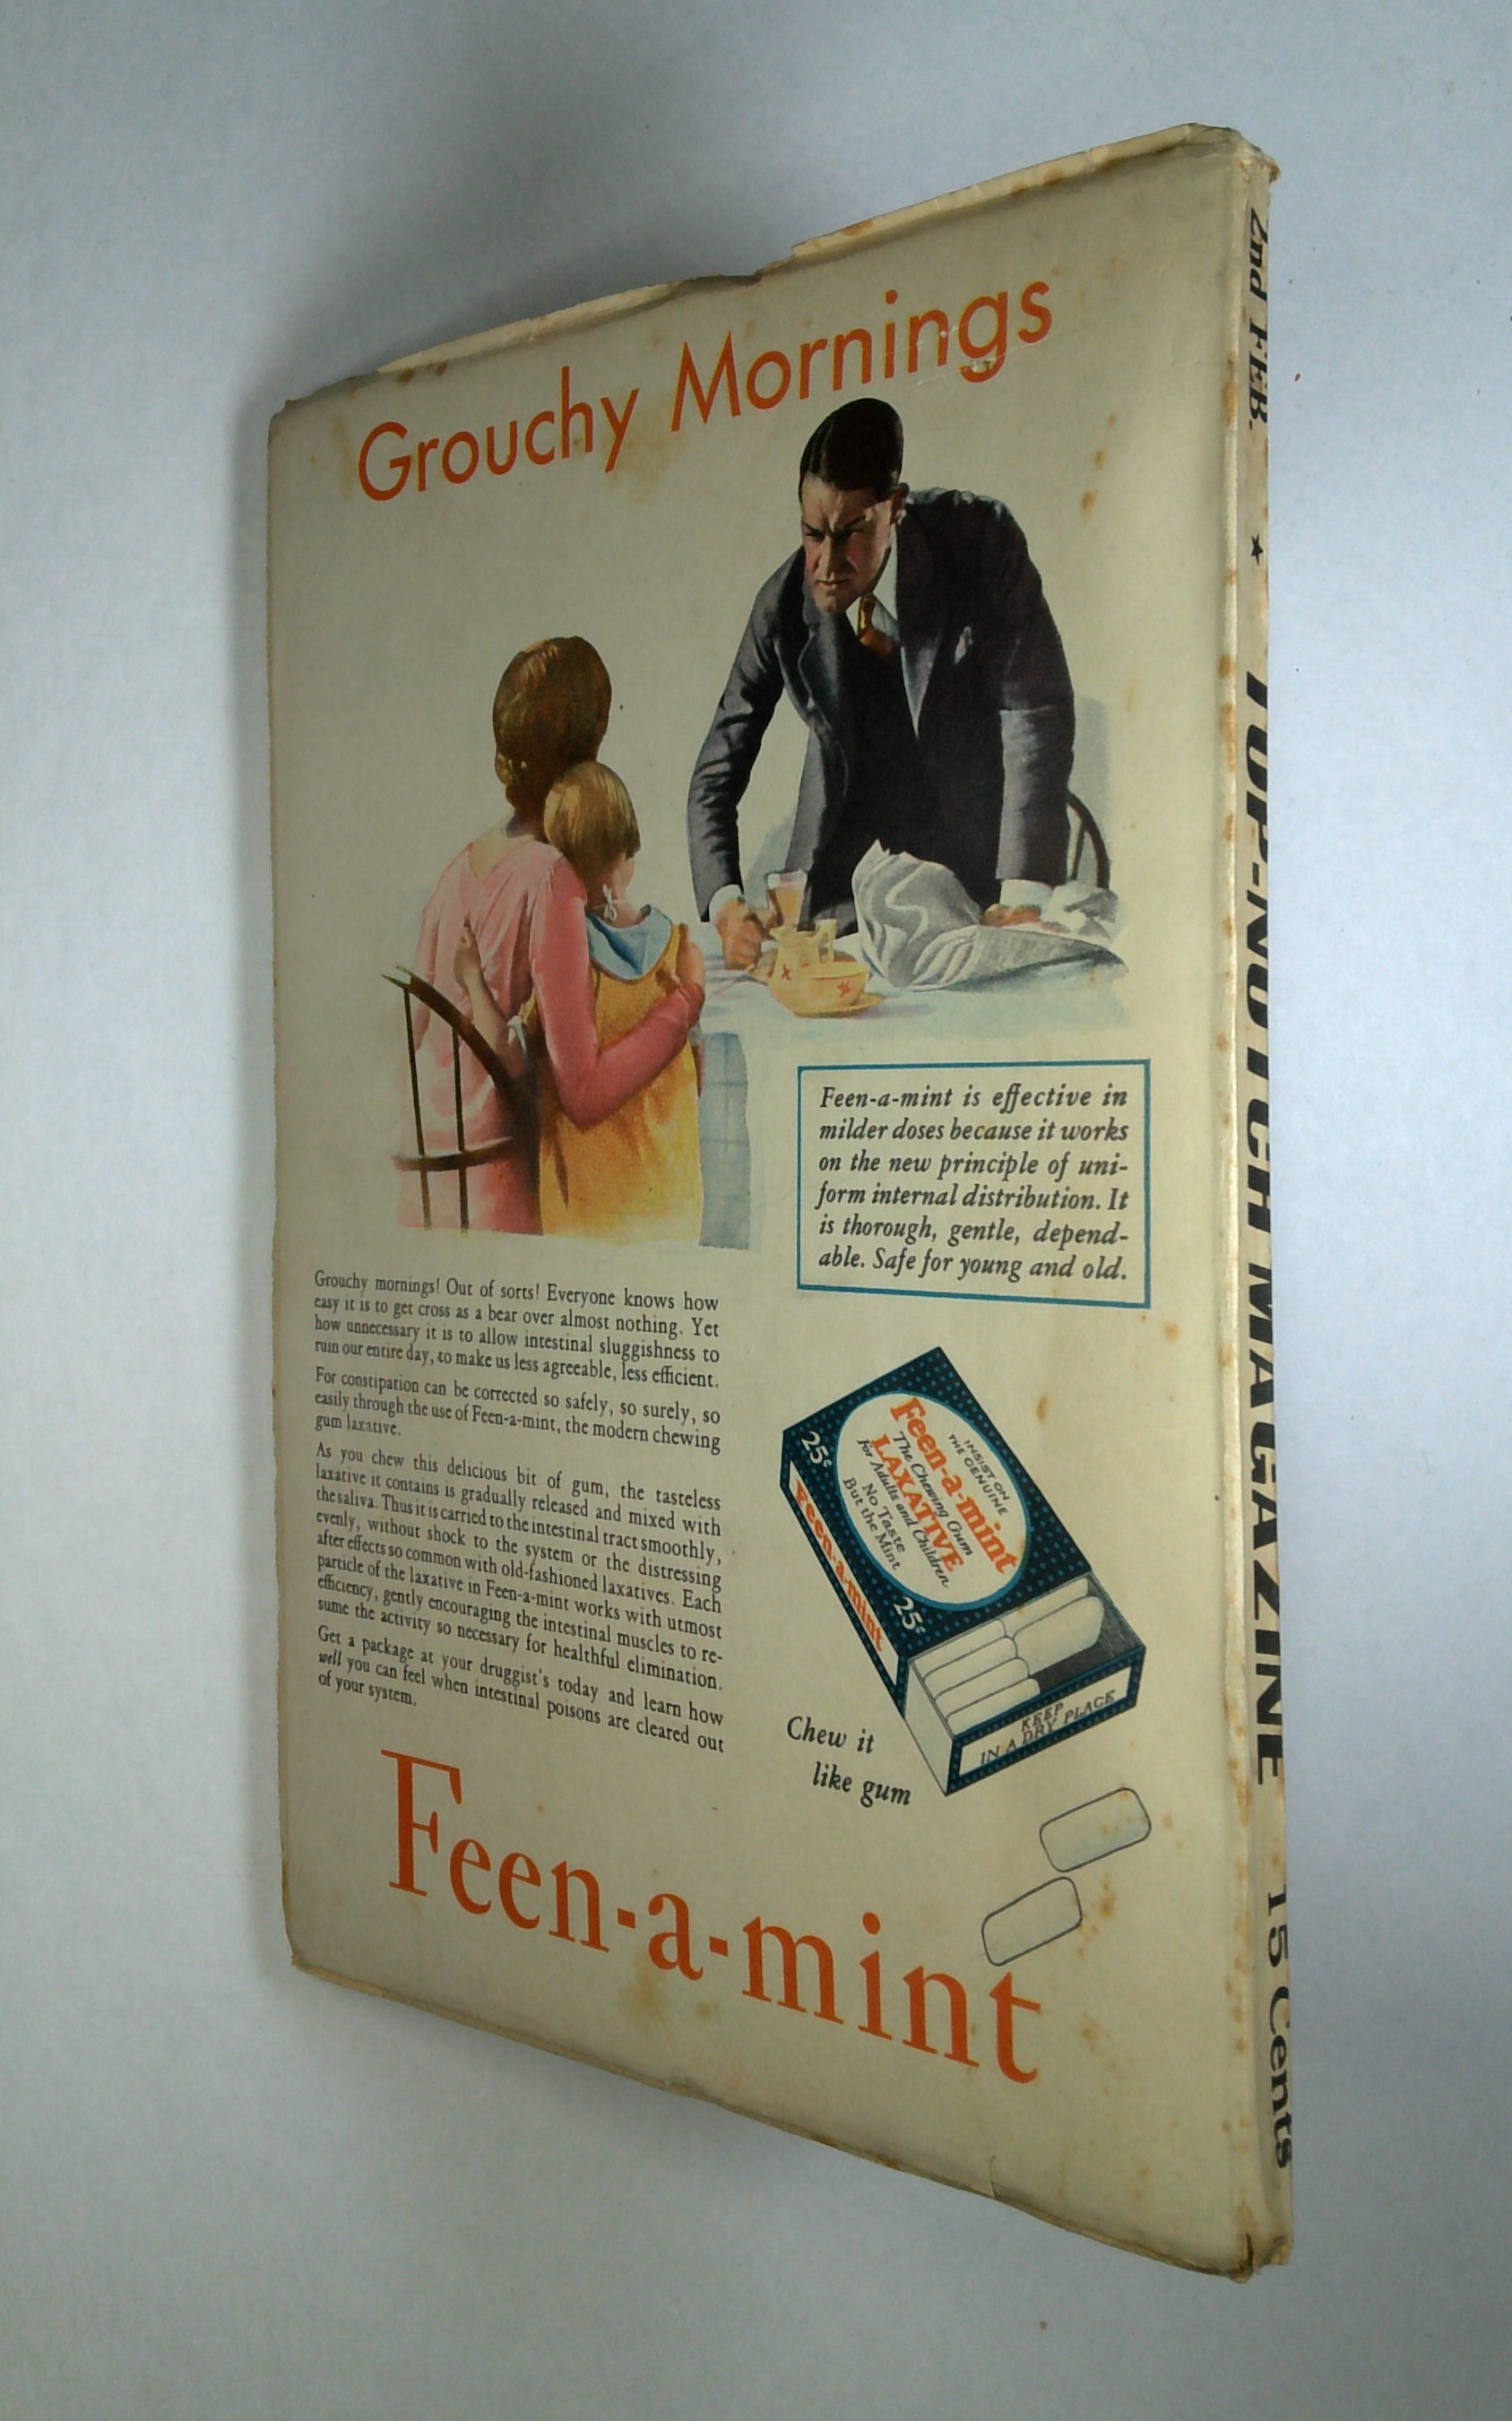 Grouchy Mornings
Feen-a-mint is effective in
milder doses because it works
on the new principle of uni-
form internal distribution. It
is thorough, gentle, depend-
able. Safe for young and old.
Grouchy mornings! Out of sorts! Everyone knows how
easy it is to get cross as a bear over almost nothing. Yet
how unnecessary it is to allow intestinal sluggishness to
ruin our entire day, to make us less agreeable, less efficient.
For constipation can be corrected so safely, so surely, so
easily through the use of Feen-a-mint, the modern chewing
gum laxative.
As you chew this delicious bit of gum, the tasteless
laxative it contains is gradually released and mixed with
the saliva. Thus it is carried to the intestinal tract smoothly,
evenly, without shock to the system or the distressing
after effects so common with old-fashioned laxatives. Each
particle of the laxative in Feen-a-mint works with utmost
efficiency, gently encouraging the intestinal muscles to re-
sume the activity so necessary for healthful elimination.
Get a package at your druggist's today and learn how
well you can feel when intestinal poisons are cleared out
of your system.
25¢
INSIST ON
THE GENUINE
Feen-a-mint
The Chewing Gum
LAXATIVE
for Adults and Children
No Taste
But the Mint
25¢
Feen-a-mint
KEEP
IN A DRY PLACE
Chew it
like gum
Feen-a-mint
2nd FEB. ★ TOP-NOTCH MAGAZINE 15 Cents